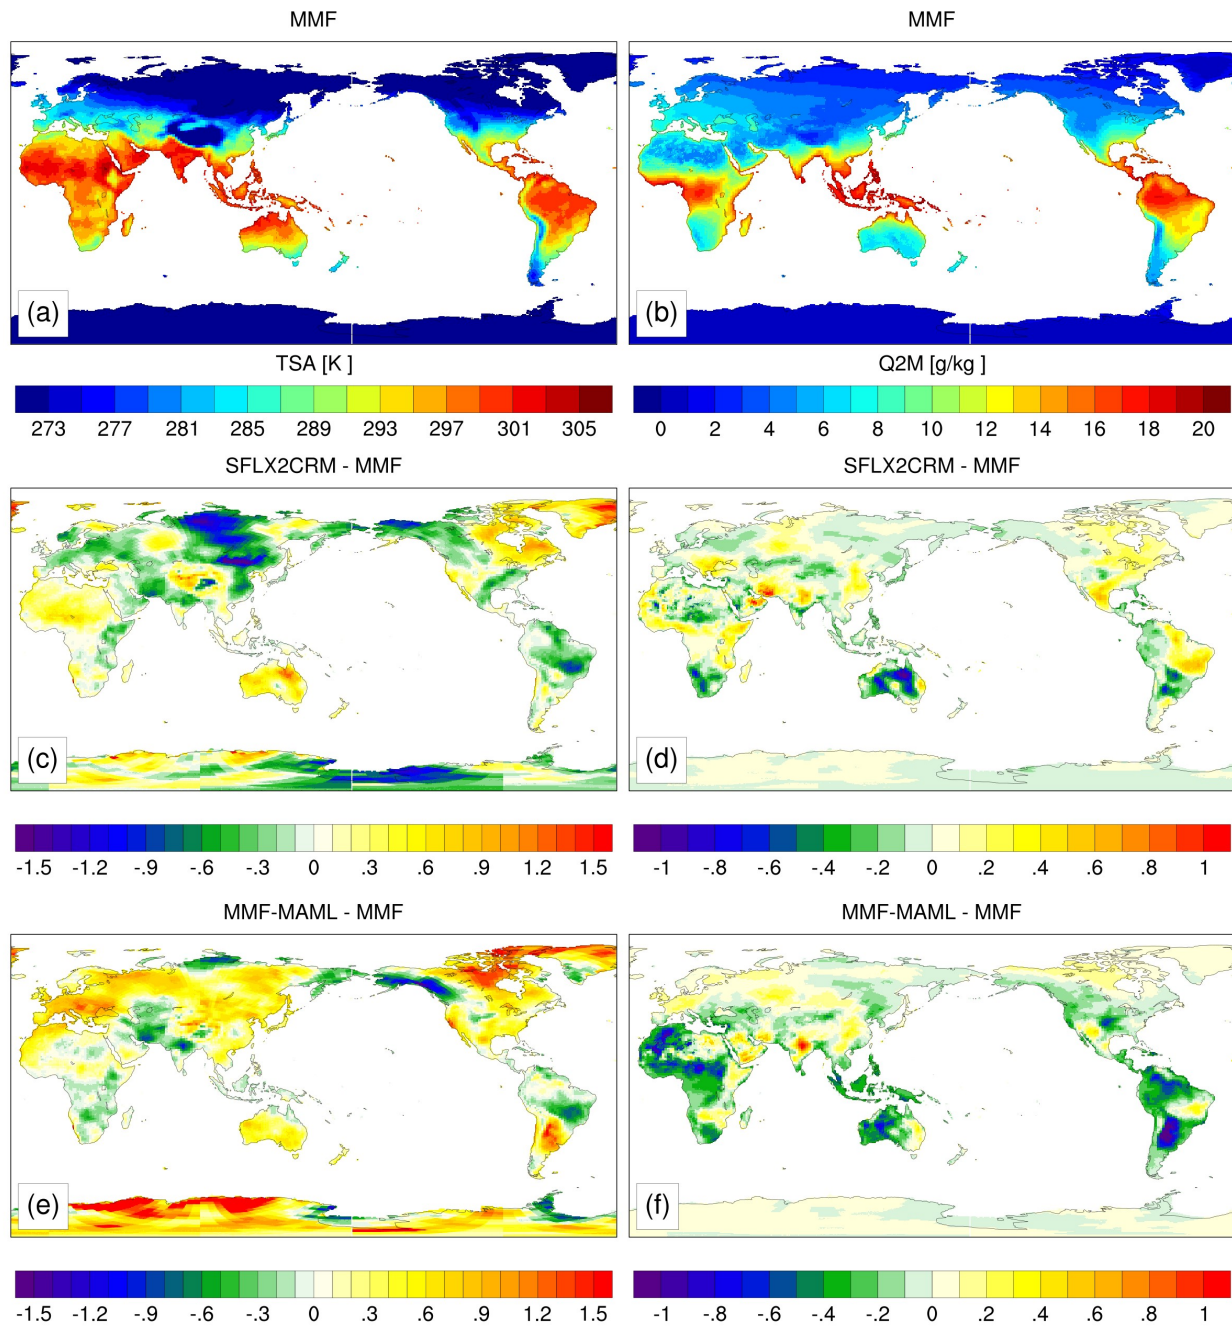 MMF MMF
(a) (b)
TSA [K ] Q2M [g/kg ]
273 277 281 285 289 293 297 301 305 0 2 4 6 8 10 12 14 16 18 20
SFLX2CRM - MMF SFLX2CRM - MMF
(c) (d)
-1.5 -1.2 -.9 -.6 -.3 0 .3 .6 .9 1.2 1.5 -1 -.8 -.6 -.4 -.2 0 .2 .4 .6 .8 1
MMF-MAML - MMF MMF-MAML - MMF
(e) (f)
-1.5 -1.2 -.9 -.6 -.3 0 .3 .6 .9 1.2 1.5 -1 -.8 -.6 -.4 -.2 0 .2 .4 .6 .8 1